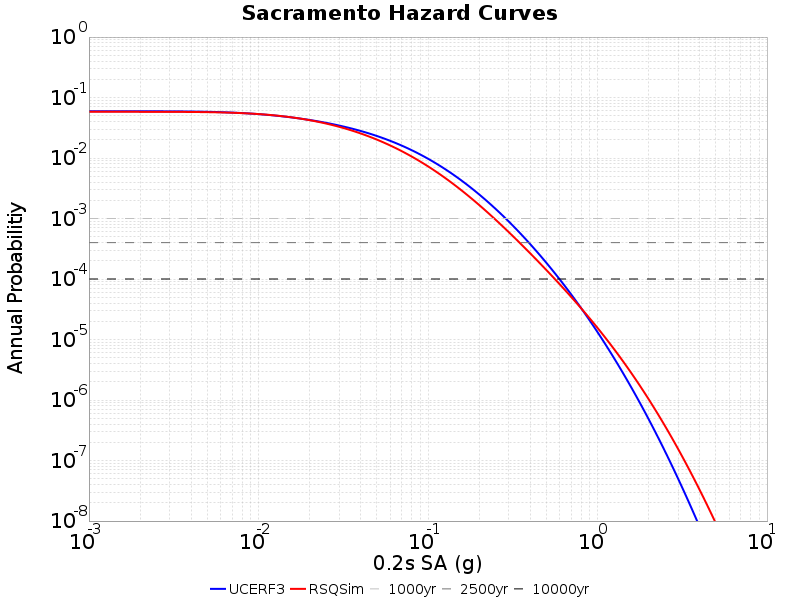 Sacramento Hazard Curves
Annual Probabilitiy
10^0
10^-1
10^-2
10^-3
10^-4
10^-5
10^-6
10^-7
10^-8
10^-3 10^-2 10^-1 10^0 10^1
0.2s SA (g)
UCERF3 RSQSim 1000yr 2500yr 10000yr